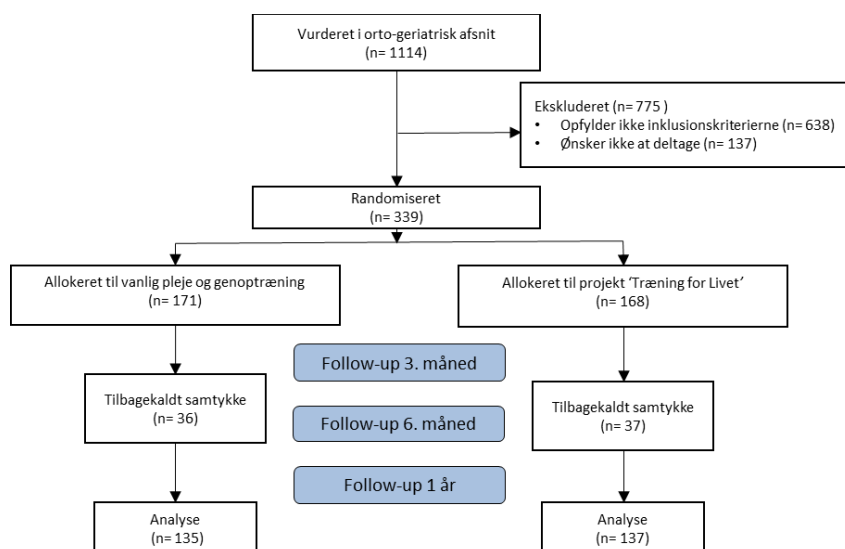 Vurderet i orto-geriatrisk afsnit
(n= 1114)
Ekskluderet (n= 775 )
• Opfylder ikke inklusionskriterierne (n= 638)
• Ønsker ikke at deltage (n= 137)
Randomiseret
(n= 339)
Allokeret til vanlig pleje og genoptræning
(n= 171)
Allokeret til projekt ‘Træning for Livet’
(n= 168)
Follow-up 3. måned
Tilbagekaldt samtykke
(n= 36)
Follow-up 6. måned
Tilbagekaldt samtykke
(n= 37)
Follow-up 1 år
Analyse
(n= 135)
Analyse
(n= 137)